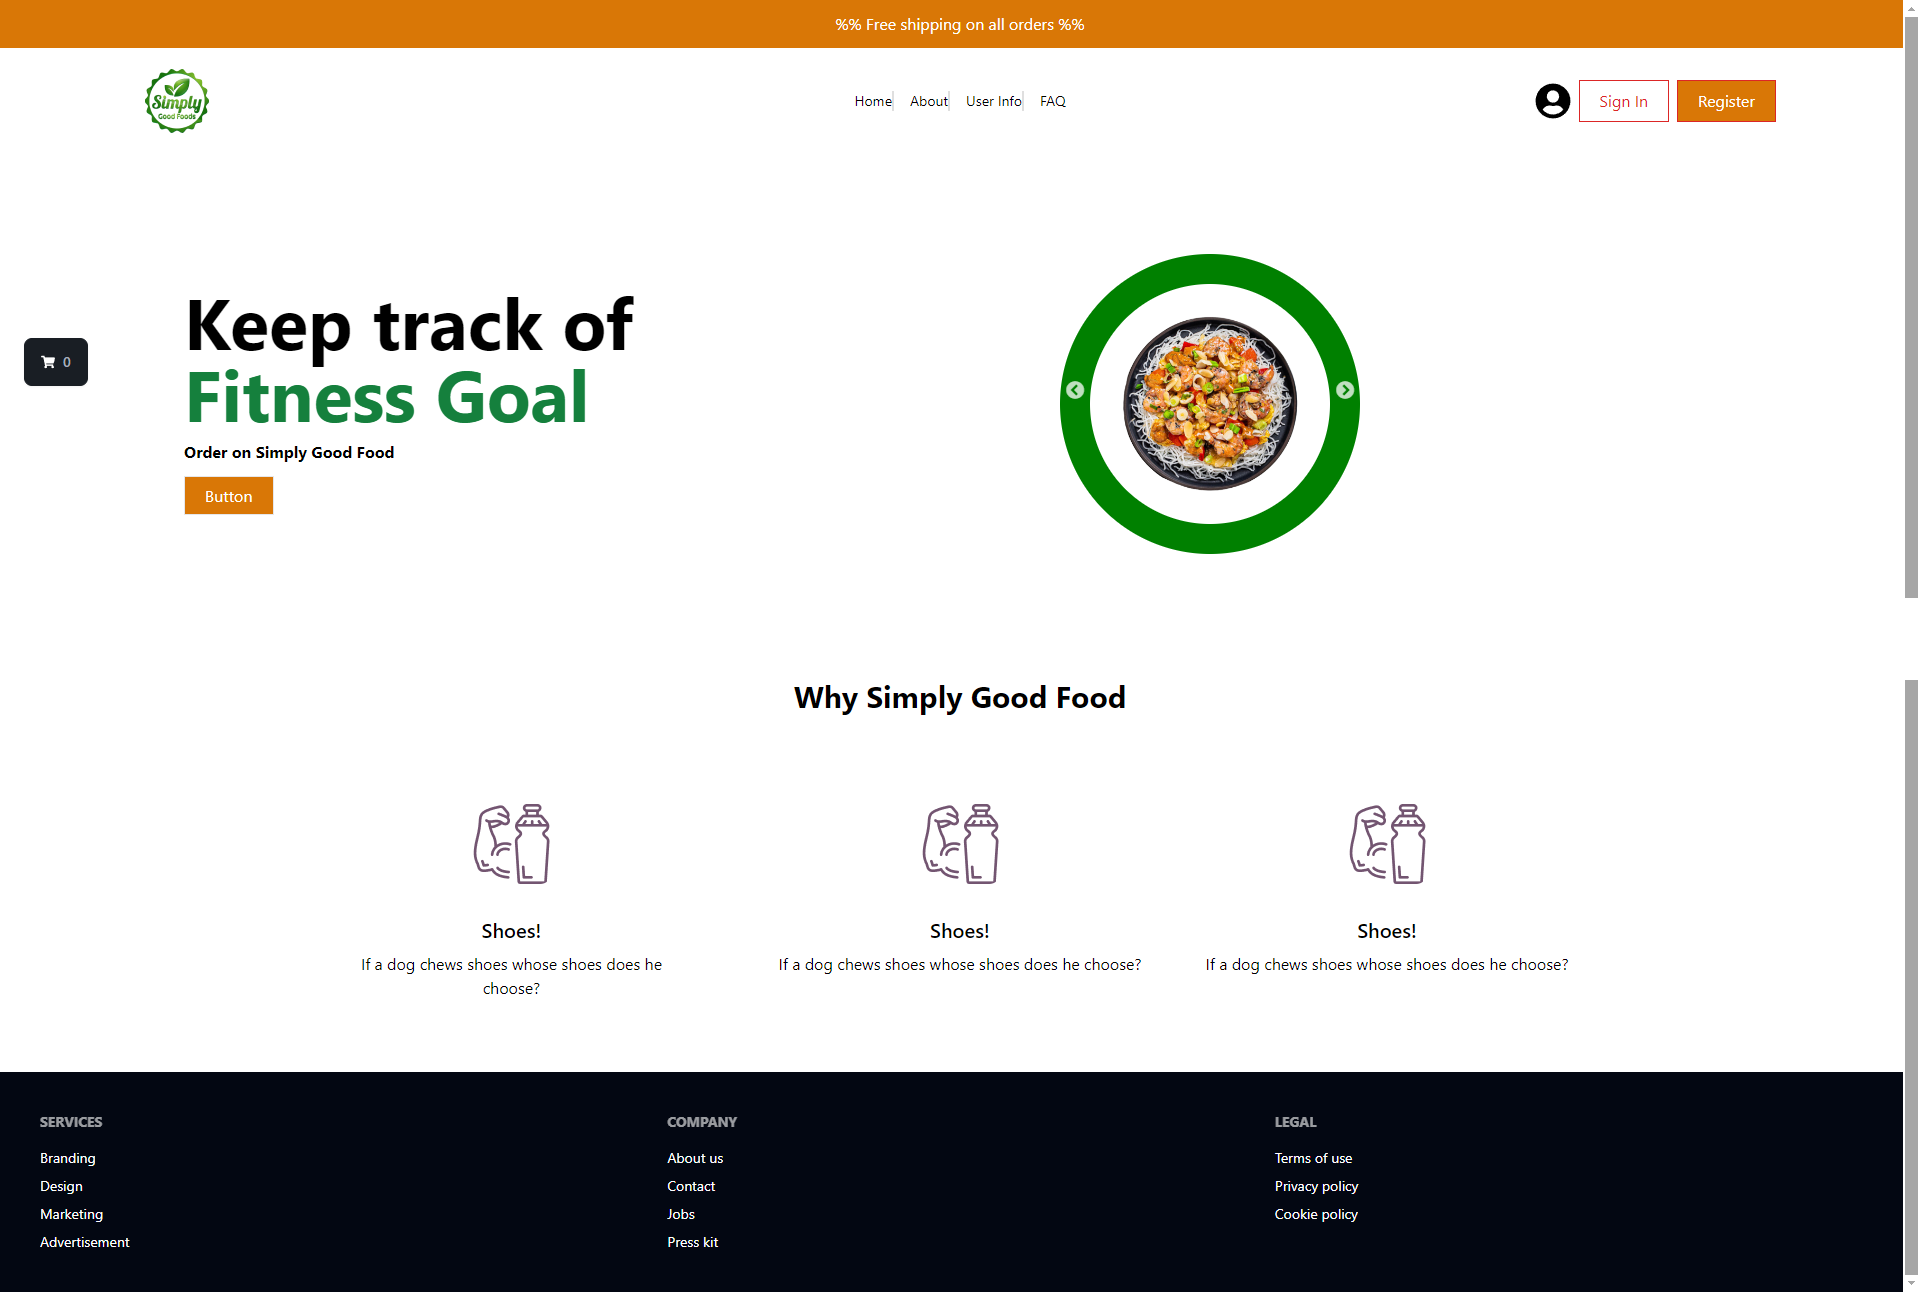 %% Free shipping on all orders %%
Simply
Good Foods
Home About User Info FAQ
Sign In
Register
Keep track of
Fitness Goal
0
Order on Simply Good Food
Button
Why Simply Good Food
Shoes!
If a dog chews shoes whose shoes does he
choose?
Shoes!
If a dog chews shoes whose shoes does he choose?
Shoes!
If a dog chews shoes whose shoes does he choose?
SERVICES
Branding
Design
Marketing
Advertisement
COMPANY
About us
Contact
Jobs
Press kit
LEGAL
Terms of use
Privacy policy
Cookie policy